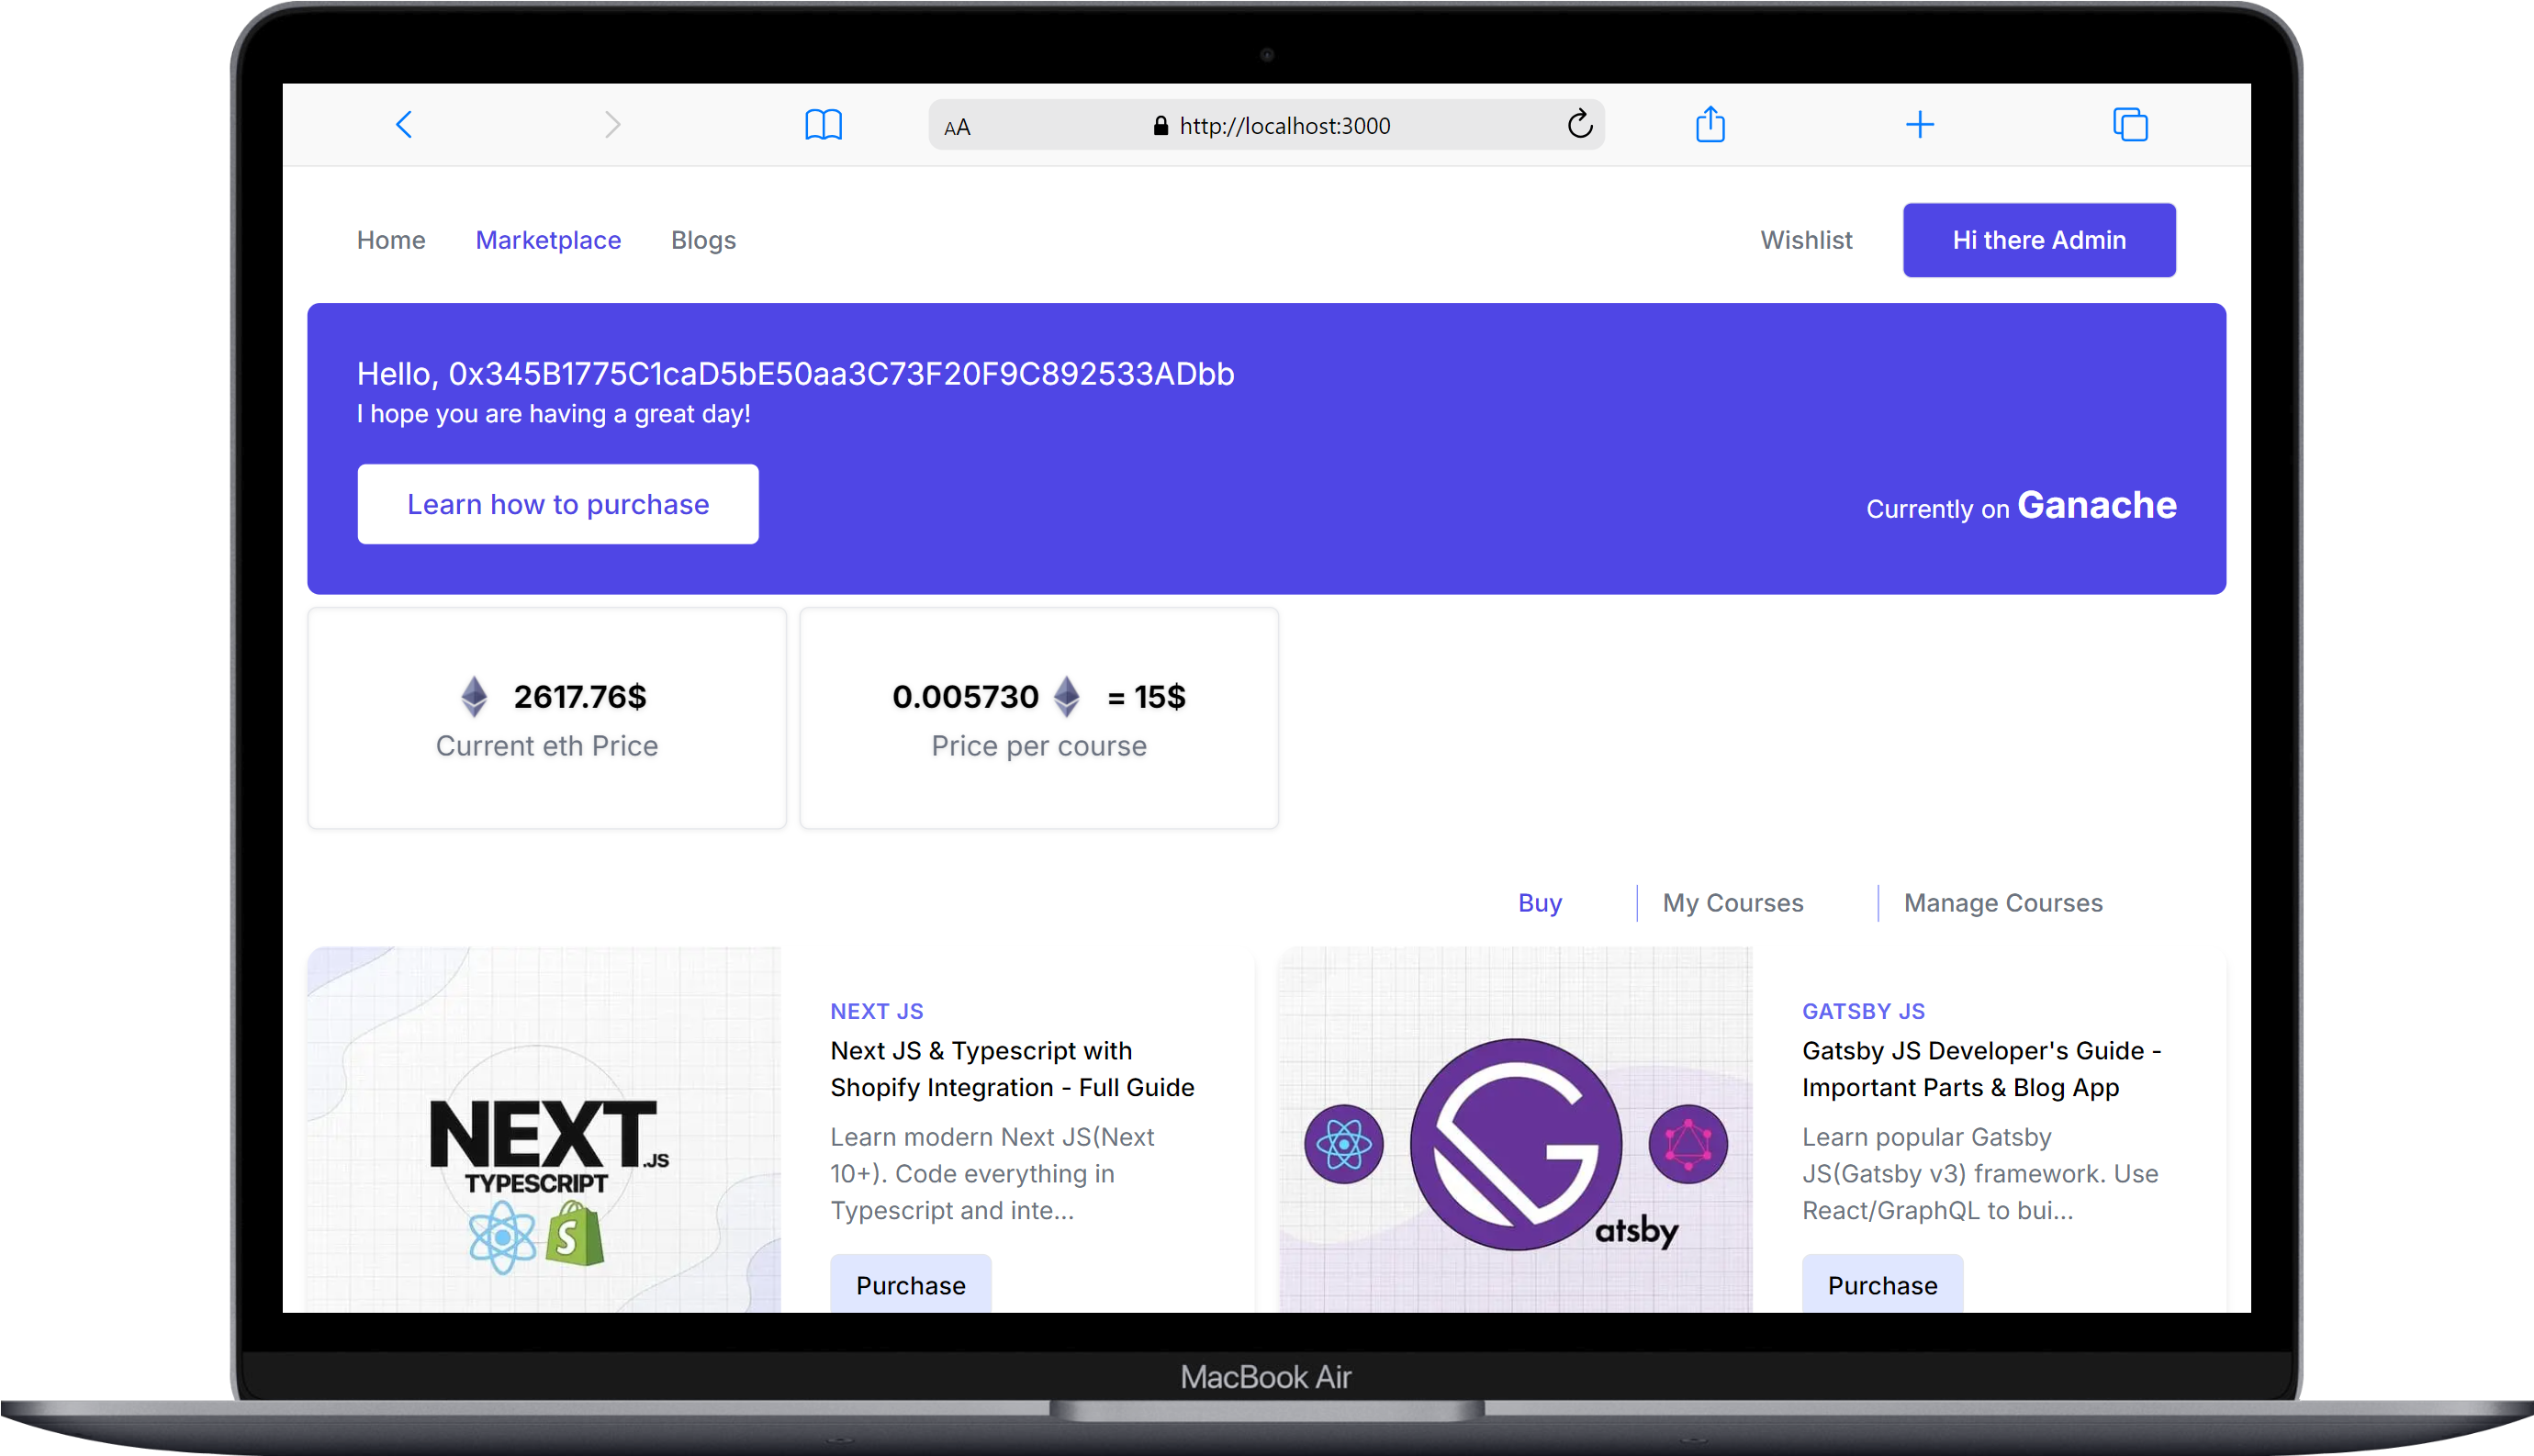 AA http://localhost:3000
Home Marketplace Blogs Wishlist Hi there Admin
Hello, 0x345B1775C1caD5bE50aa3C73F20F9C892533ADbb
I hope you are having a great day!
Learn how to purchase
Currently on Ganache
2617.76$
Current eth Price
0.005730 = 15$
Price per course
Buy My Courses Manage Courses
NEXT.JS
TYPESCRIPT
S
NEXT JS
Next JS & Typescript with
Shopify Integration - Full Guide
Learn modern Next JS(Next
10+). Code everything in
Typescript and inte...
Purchase
G
atsby
GATSBY JS
Gatsby JS Developer's Guide -
Important Parts & Blog App
Learn popular Gatsby
JS(Gatsby v3) framework. Use
React/GraphQL to bui...
Purchase
MacBook Air